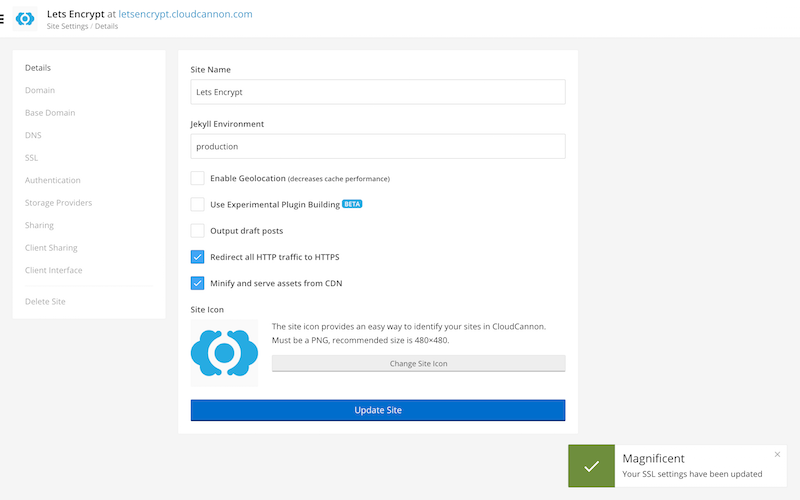 Lets Encrypt at letsencrypt.cloudcannon.com
Site Settings / Details
Details
Domain
Base Domain
DNS
SSL
Authentication
Storage Providers
Sharing
Client Sharing
Client Interface
Delete Site
Site Name
Lets Encrypt
Jekyll Environment
production
Enable Geolocation (decreases cache performance)
Use Experimental Plugin Building BETA
Output draft posts
Redirect all HTTP traffic to HTTPS
Minify and serve assets from CDN
Site Icon
The site icon provides an easy way to identify your sites in CloudCannon.
Must be a PNG, recommended size is 480×480.
Change Site Icon
Update Site
Magnificent
Your SSL settings have been updated